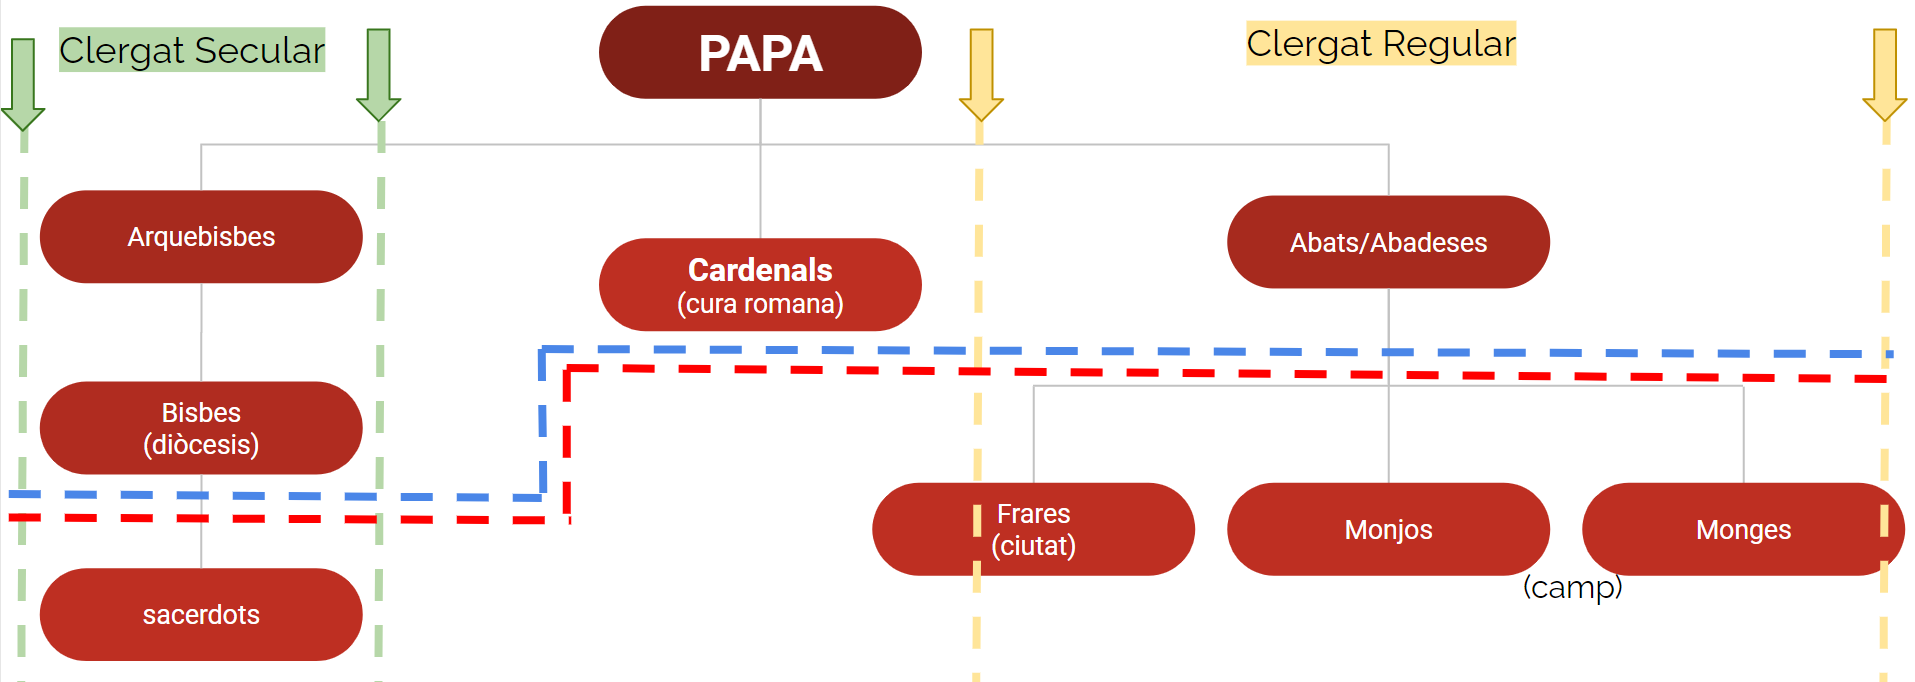 Clergat Secular
PAPA
Clergat Regular
Arquebisbes
Cardenals
(cura romana)
Abats/Abadeses
Bisbes
(diòcesis)
Frares
(ciutat)
Monjos
Monges
(camp)
sacerdots